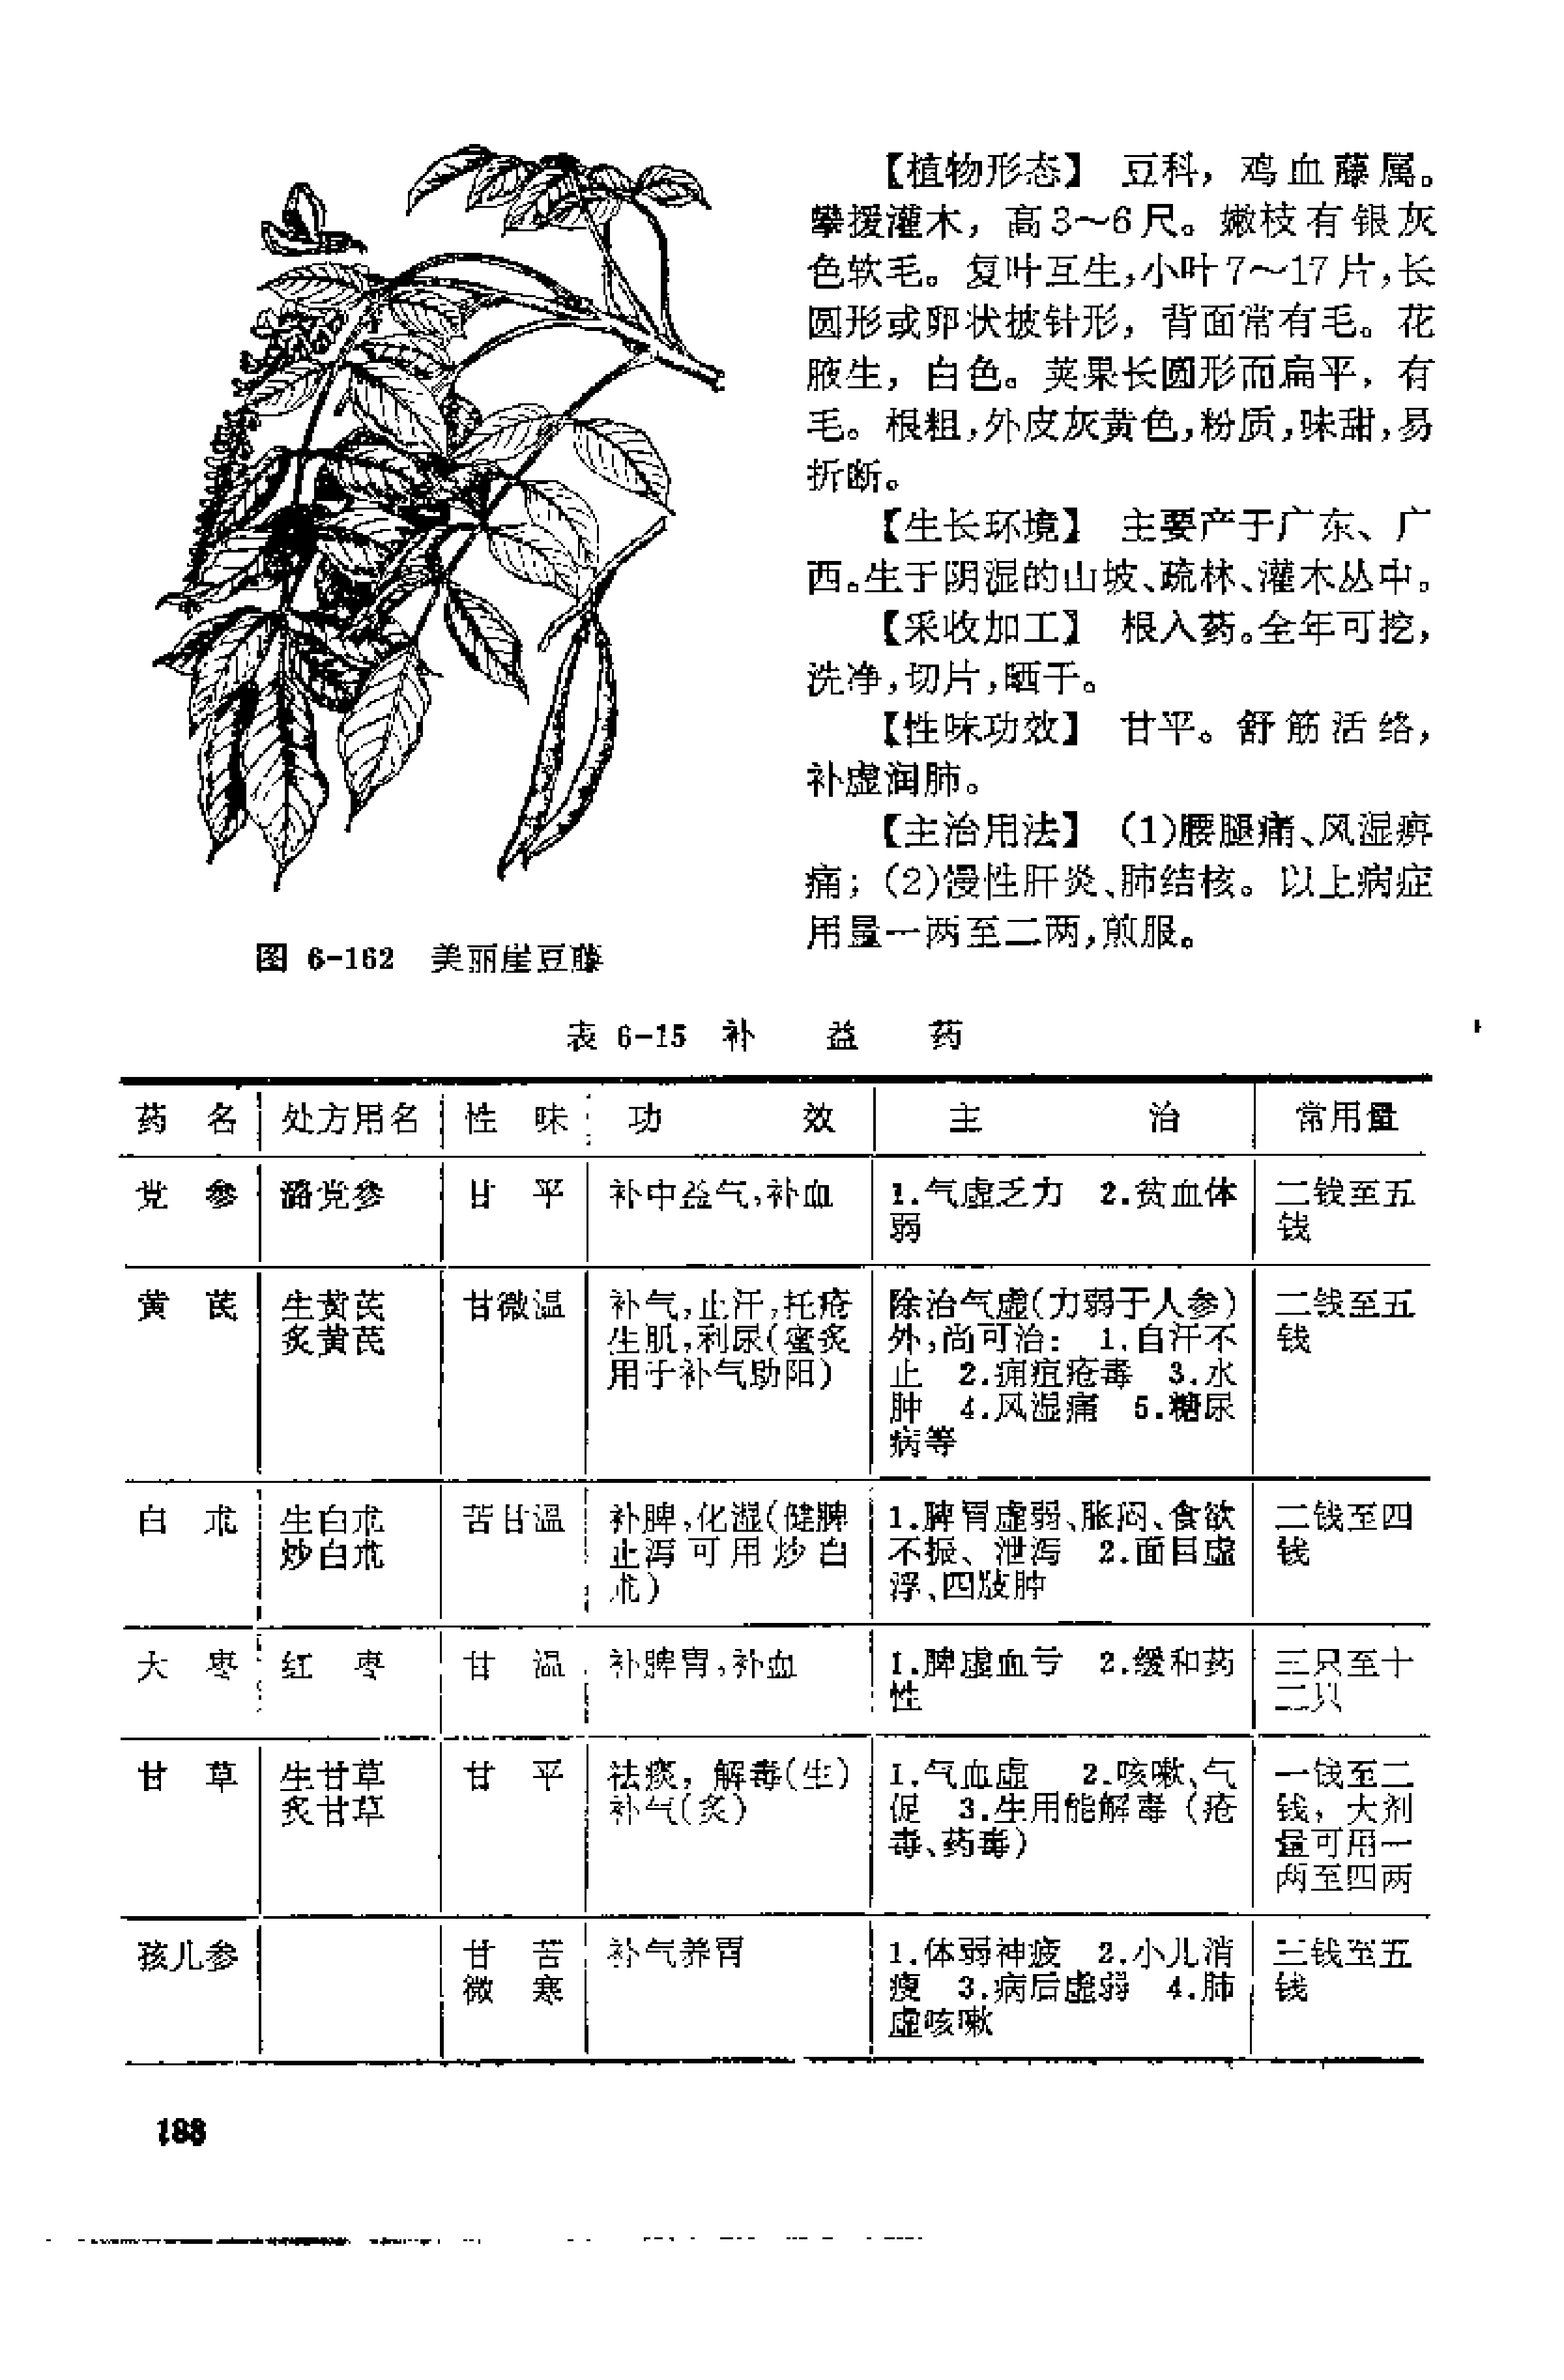 【植物形态】 豆科，鸡血藤属。
攀援灌木，高3～6尺。嫩枝有银灰
色软毛。复叶互生，小叶7～17片，长
圆形或卵状披针形，背面常有毛。花
腋生，白色。荚果长圆形而扁平，有
毛。根粗，外皮灰黄色，粉质，味甜，易
折断。
【生长环境】 主要产于广东、广
西。生于阴湿的山坡、疏林、灌木丛中。
【采收加工】 根入药。全年可挖，
洗净，切片，晒干。
【性味功效】 甘平。舒筋活络，
补虚润肺。
【主治用法】 (1)腰腿痛、风湿痹
痛；(2)慢性肝炎、肺结核。以上病症
用量一两至二两，煎服。
图 6-162 美丽崖豆藤
表 6-15 补 益 药
药 名 处方用名 性 味 功 效 主 治 常用量
党 参 潞党参 甘 平 补中益气，补血 1.气虚乏力 2.贫血体 二钱至五
弱 钱
黄 芪 生黄芪 甘微温 补气，止汗，托疮 除治气虚(力弱于人参) 二钱至五
炙黄芪 生肌，利尿(蜜炙 外，尚可治： 1.自汗不 钱
用于补气助阳) 止 2.痈疽疮毒 3.水
肿 4.风湿痛 5.糖尿
病等
白 朮 生白朮 苦甘温 补脾，化湿(健脾 1.脾胃虚弱、胀闷、食欲 二钱至四
炒白朮 止泻可用炒白 不振、泄泻 2.面目虚 钱
朮) 浮、四肢肿
大 枣 红 枣 甘 温 补脾胃，补血 1.脾虚血亏 2.缓和药 三只至十
性 二只
甘 草 生甘草 甘 平 祛痰，解毒(生) 1.气血虚 2.咳嗽、气 一钱至二
炙甘草 补气(炙) 促 3.生用能解毒（疮 钱，大剂
毒、药毒) 量可用一
两至四两
孩儿参 甘 苦 补气养胃 1.体弱神疲 2.小儿消 三钱至五
微 寒 瘦 3.病后虚弱 4.肺 钱
虚咳嗽
188